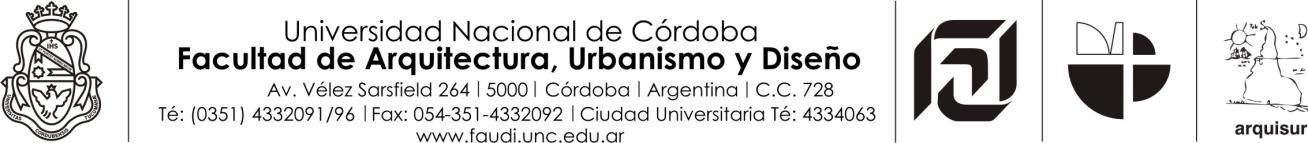 Universidad Nacional de Córdoba
Facultad de Arquitectura, Urbanismo y Diseño
Av. Vélez Sarsfield 264 | 5000 | Córdoba | Argentina | C.C. 728
Té: (0351) 4332091/96 | Fax: 054-351-4332092 | Ciudad Universitaria Té: 4334063
www.faudi.unc.edu.ar
IHS
arquisur